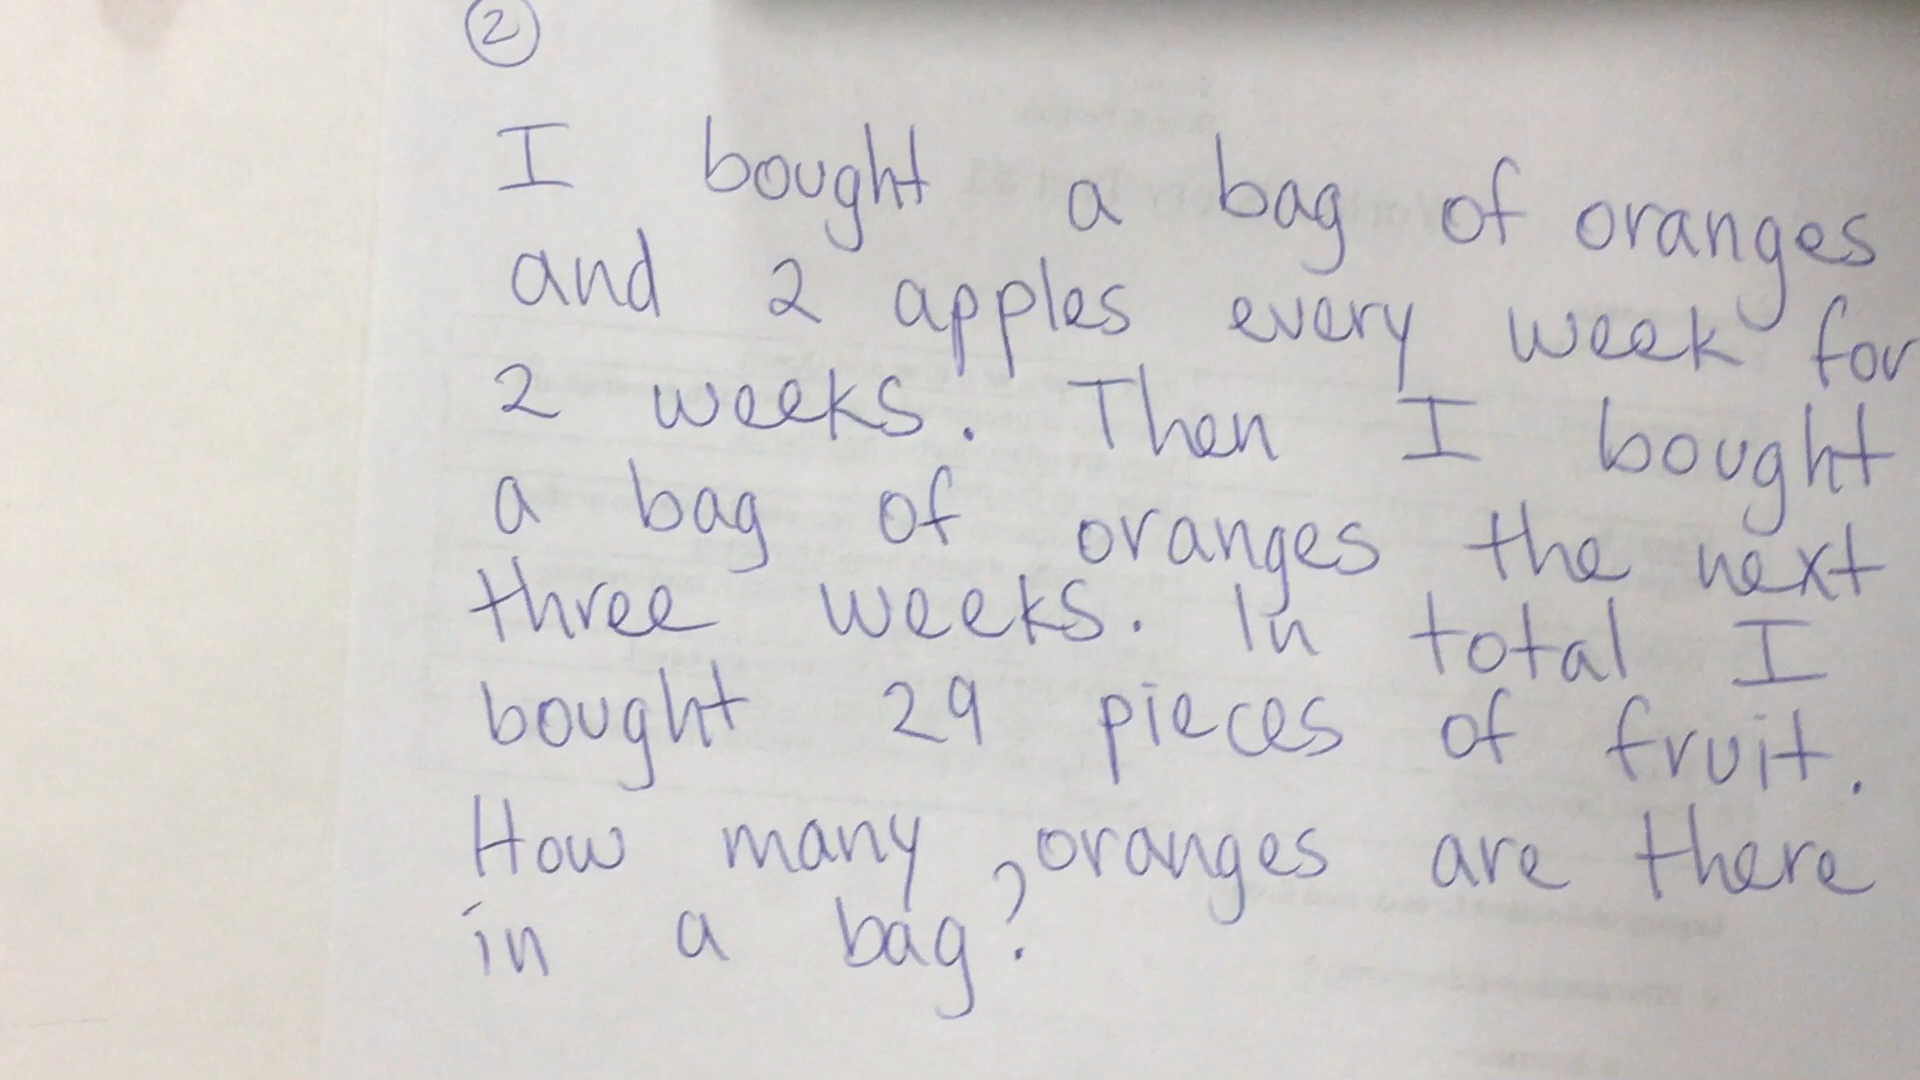 2
I bought a bag of oranges
and 2 apples every week for
2 weeks. Then I bought
a bag of oranges the next
three weeks. In total I
bought 29 pieces of fruit.
How many oranges are there
in a bag?